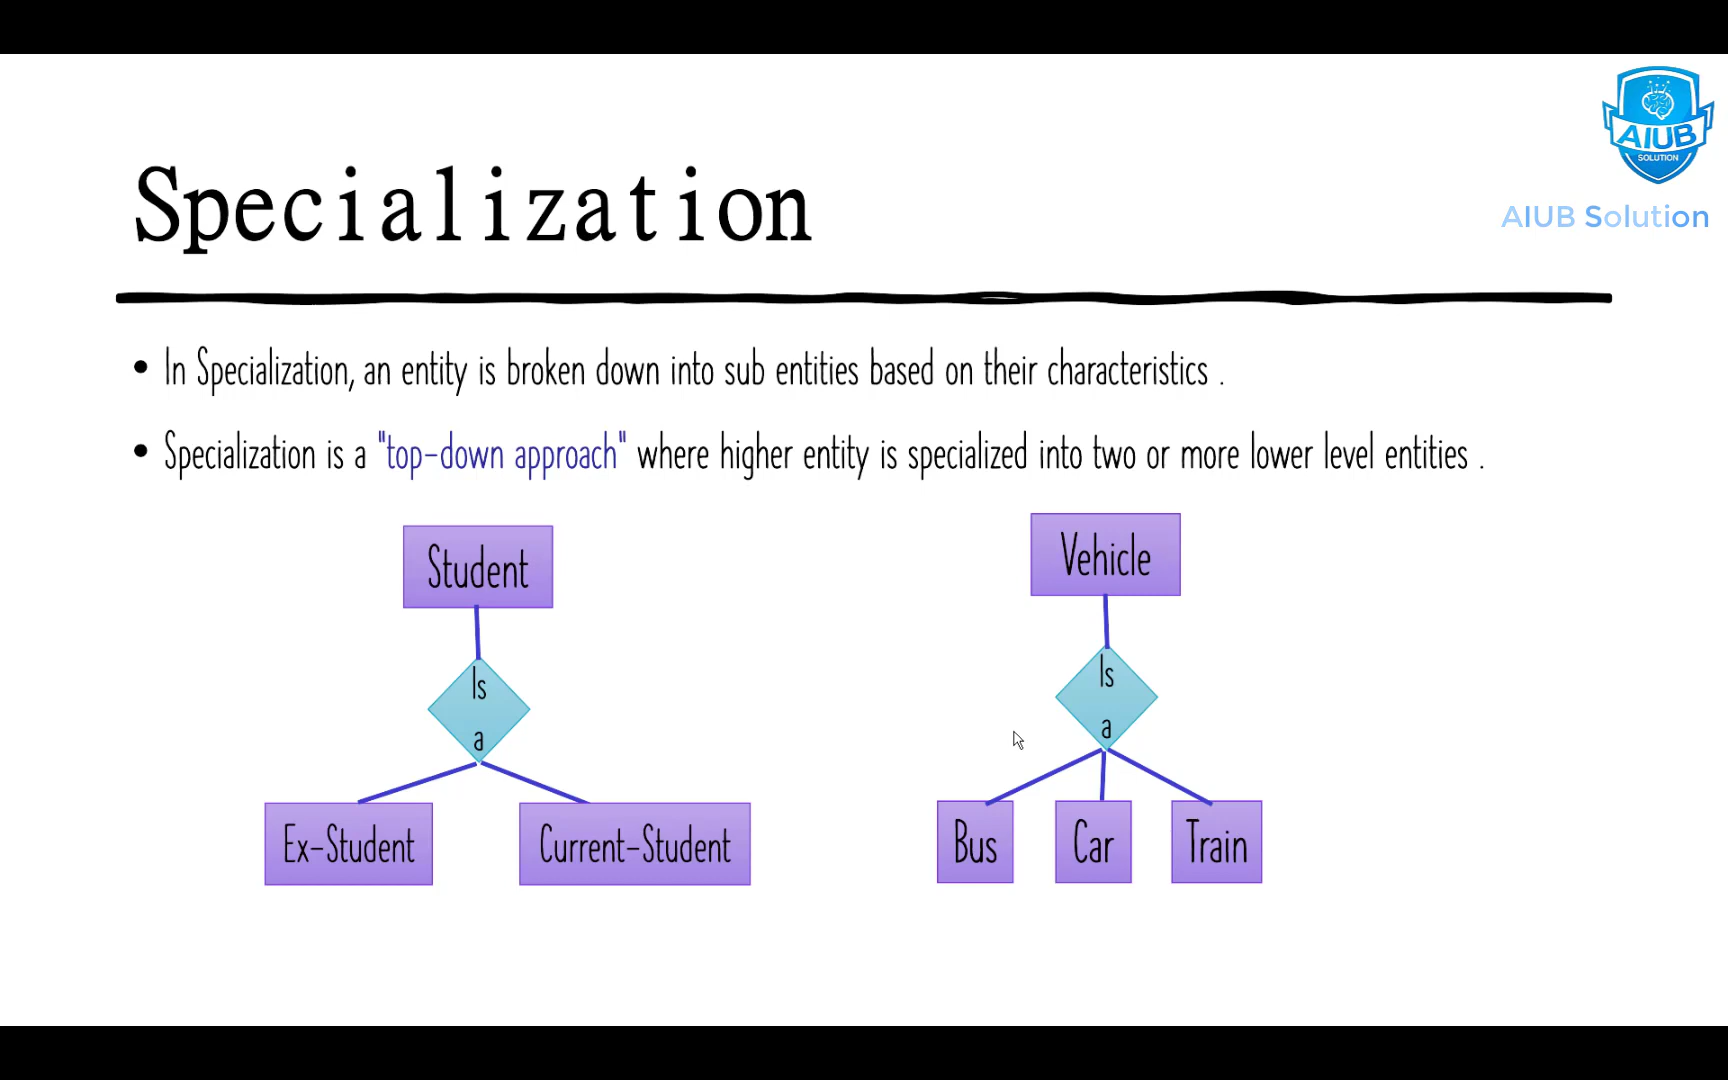 AIUB
SOLUTION
AIUB Solution
Specialization
• In Specialization, an entity is broken down into sub entities based on their characteristics .
• Specialization is a "top-down approach" where higher entity is specialized into two or more lower level entities .
Student
Is
a
Ex-Student
Current-Student
Vehicle
Is
a
Bus
Car
Train